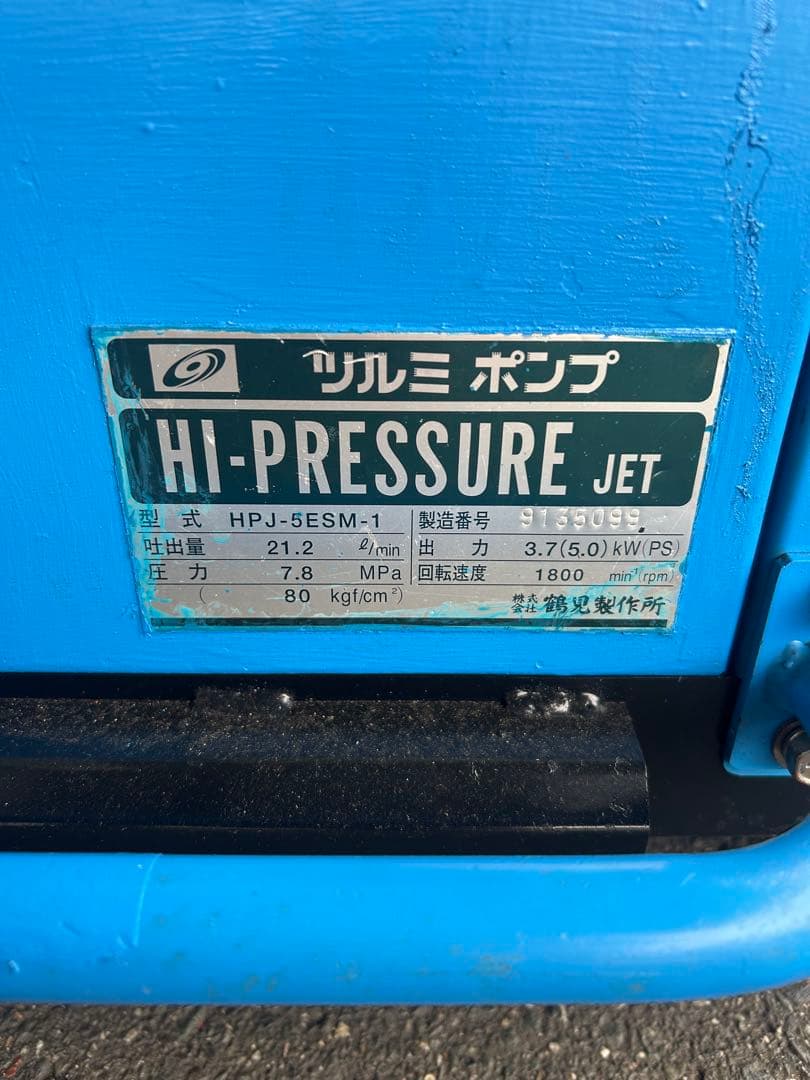 ツルミポンプ
HI-PRESSURE JET
型式 HPJ-5ESM-1 製造番号 9135099
吐出量 21.2 ℓ/min 出力 3.7(5.0) kW(PS)
圧力 7.8 MPa 回転速度 1800 min⁻¹(rpm)
( 80 kgf/cm²) 株式会社 鶴見製作所